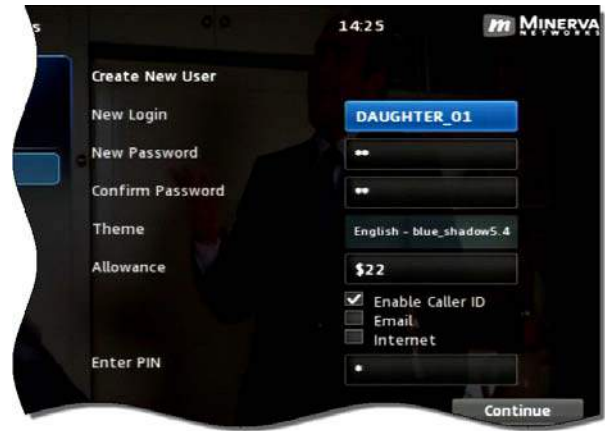 s
14:25
m MINERVA
NETWORKS
Create New User
New Login DAUGHTER_01
New Password ••
Confirm Password ••
Theme English - blue_shadow5.4
Allowance $22
Enable Caller ID
Email
Internet
Enter PIN •
Continue